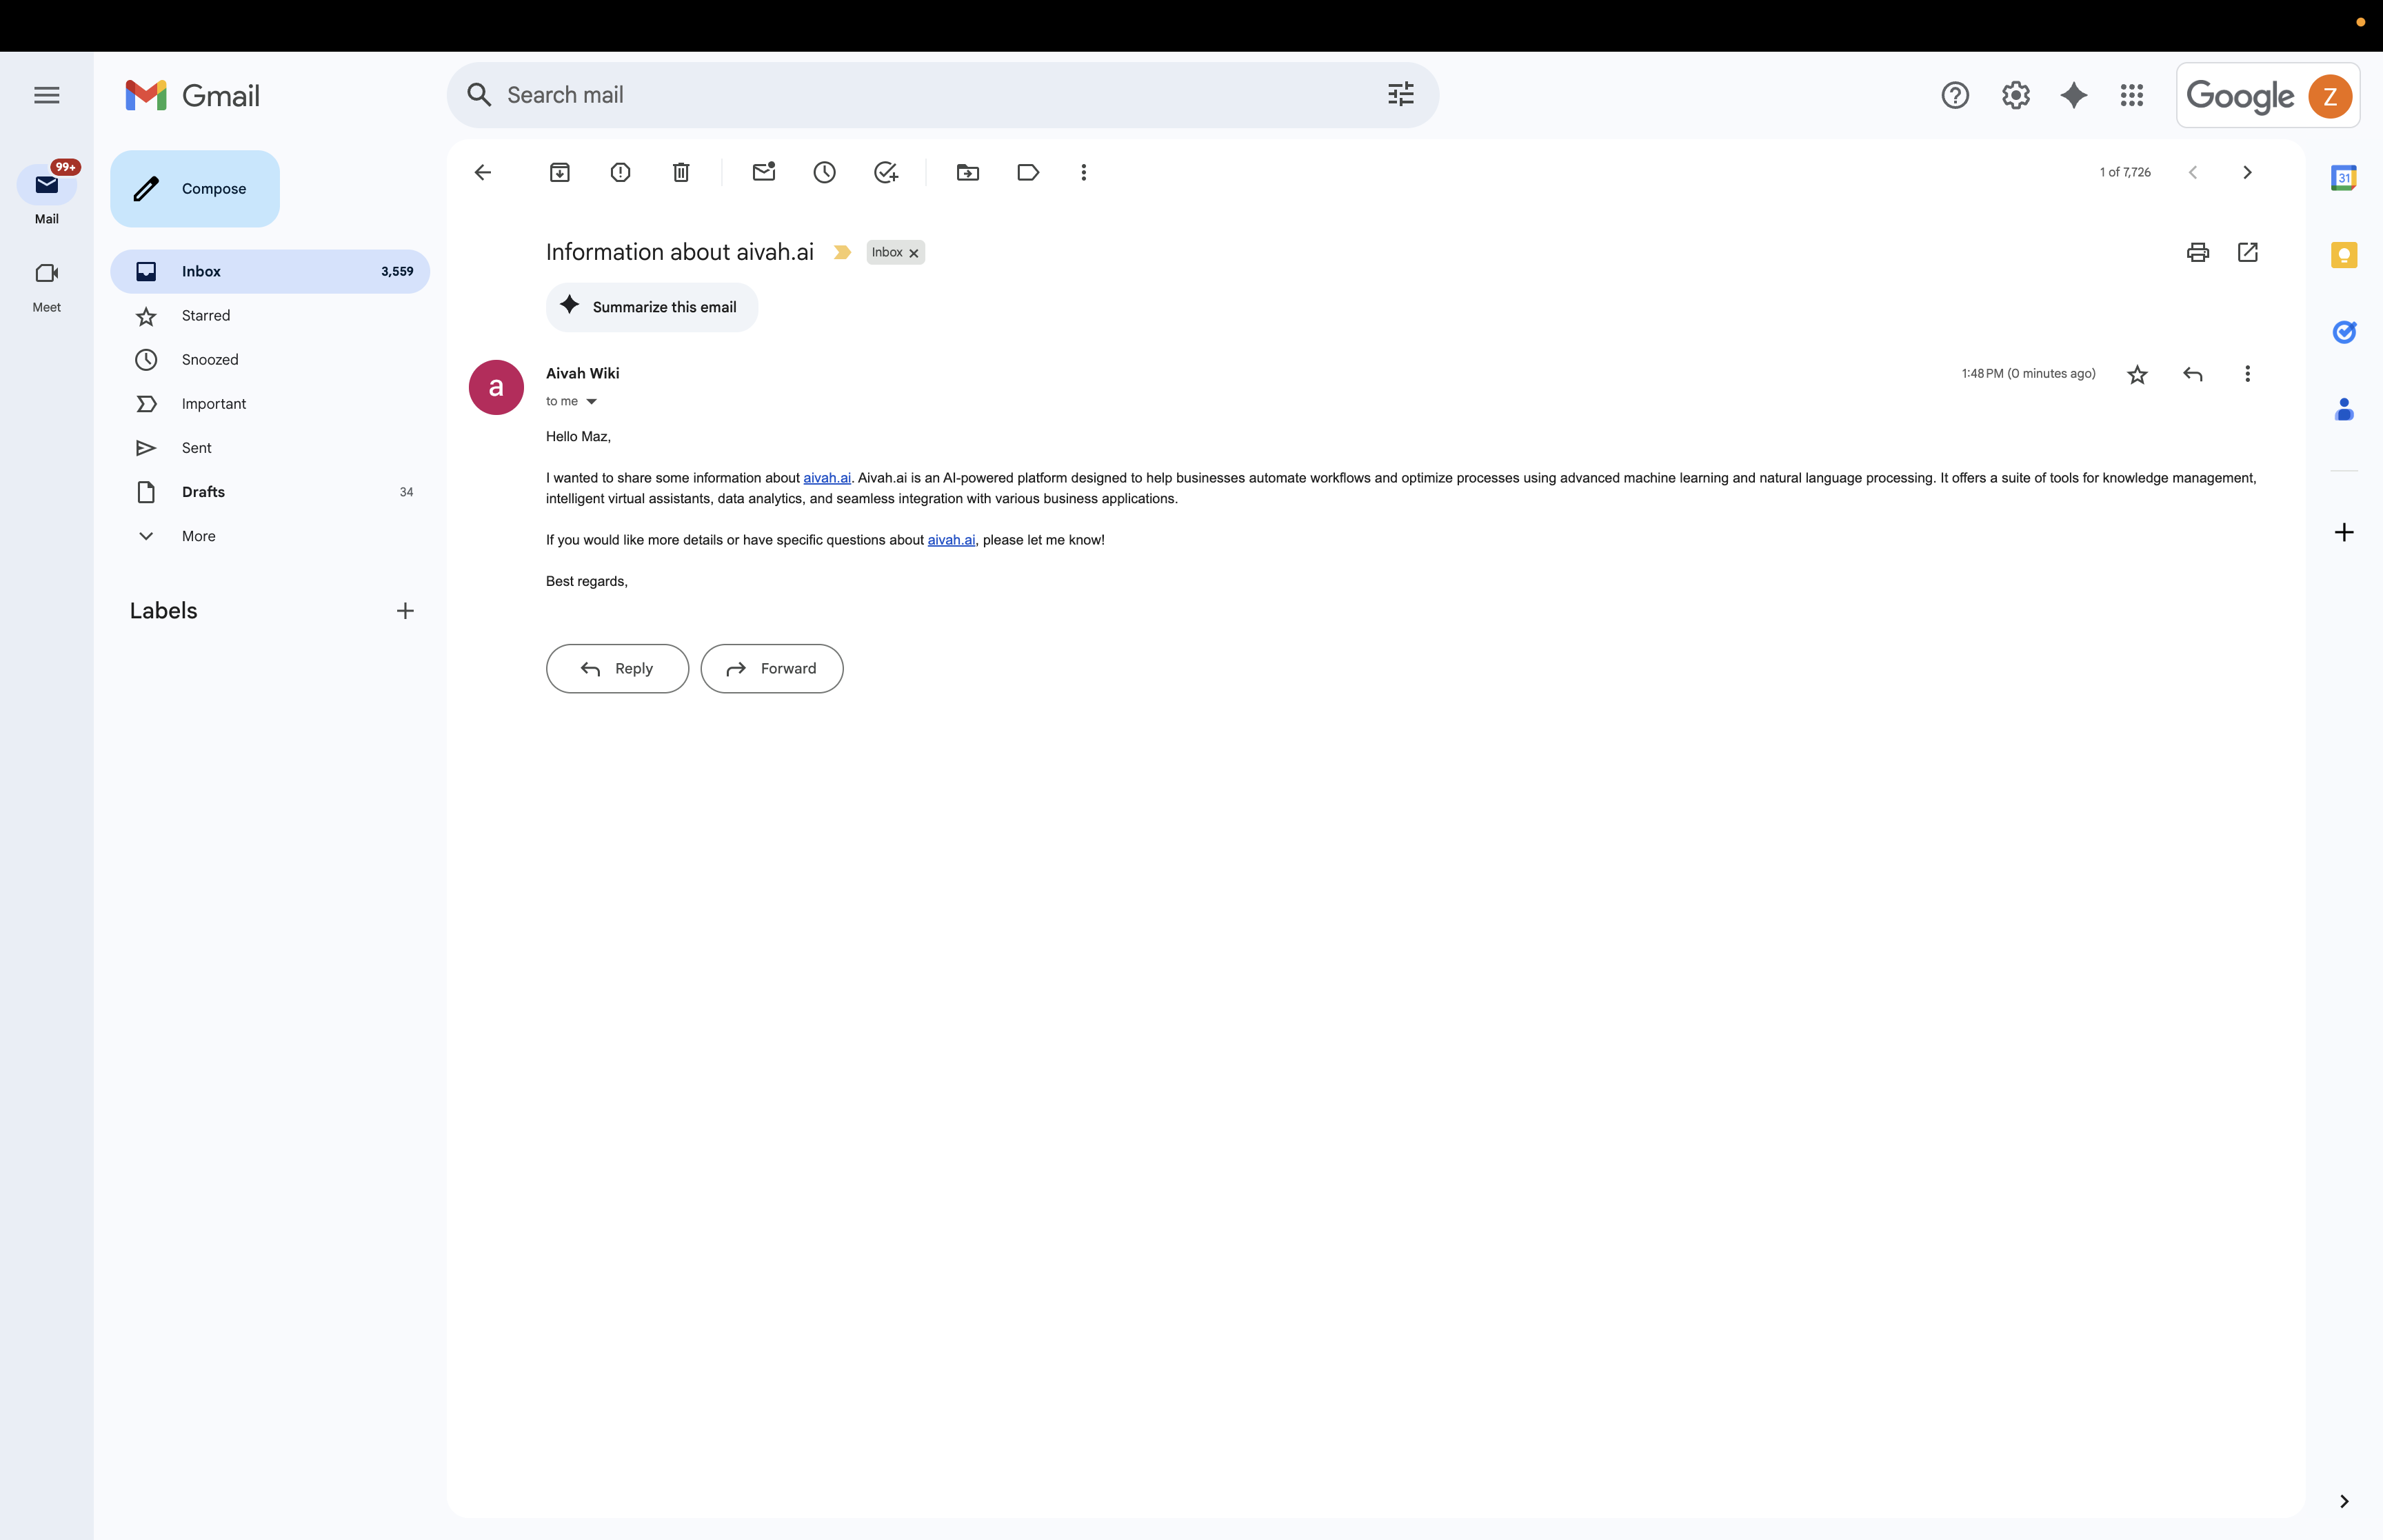 Gmail
Search mail
Google
Z
99+
Mail
Meet
Compose
Inbox 3,559
Starred
Snoozed
Important
Sent
Drafts 34
More
Labels
1 of 7,726
31
Information about aivah.ai
Inbox
Summarize this email
a
Aivah Wiki
1:48 PM (0 minutes ago)
to me
Hello Maz,
I wanted to share some information about aivah.ai. Aivah.ai is an AI-powered platform designed to help businesses automate workflows and optimize processes using advanced machine learning and natural language processing. It offers a suite of tools for knowledge management,
intelligent virtual assistants, data analytics, and seamless integration with various business applications.
If you would like more details or have specific questions about aivah.ai, please let me know!
Best regards,
Reply
Forward